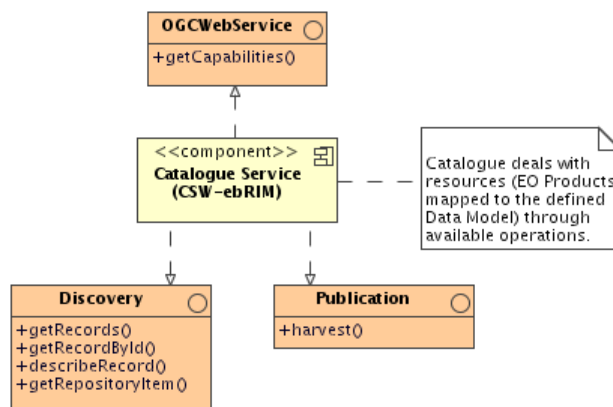 OGCWebService
+getCapabilities()
<<component>>
Catalogue Service
(CSW-ebRIM)
Catalogue deals with
resources (EO Products
mapped to the defined
Data Model) through
available operations.
Discovery
+getRecords()
+getRecordById()
+describeRecord()
+getRepositoryItem()
Publication
+harvest()